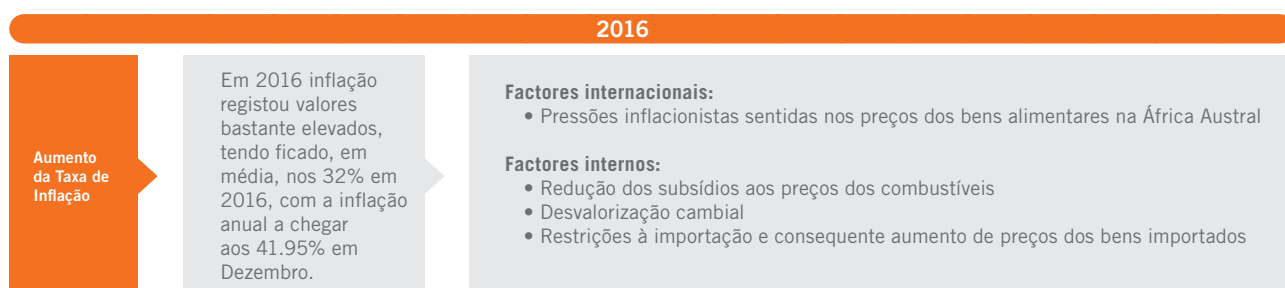 2016
Aumento
da Taxa de
Inflação
Em 2016 inflação
registou valores
bastante elevados,
tendo ficado, em
média, nos 32% em
2016, com a inflação
anual a chegar
aos 41.95% em
Dezembro.
Factores internacionais:
• Pressões inflacionistas sentidas nos preços dos bens alimentares na África Austral
Factores internos:
• Redução dos subsídios aos preços dos combustíveis
• Desvalorização cambial
• Restrições à importação e consequente aumento de preços dos bens importados